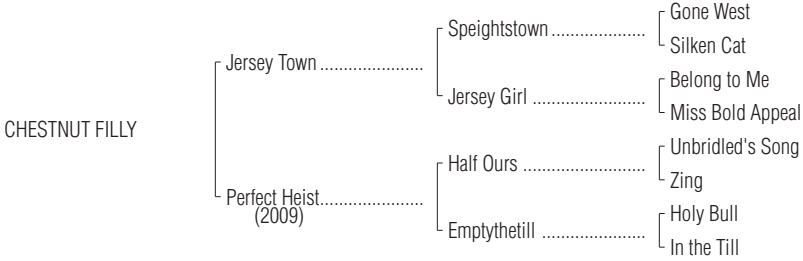 Gone West
Speightstown ....................
Silken Cat
Jersey Town ......................
Belong to Me
Jersey Girl ........................
Miss Bold Appeal
CHESTNUT FILLY
Unbridled's Song
Half Ours ..........................
Zing
Perfect Heist......................
(2009)
Holy Bull
Emptythetill ......................
In the Till